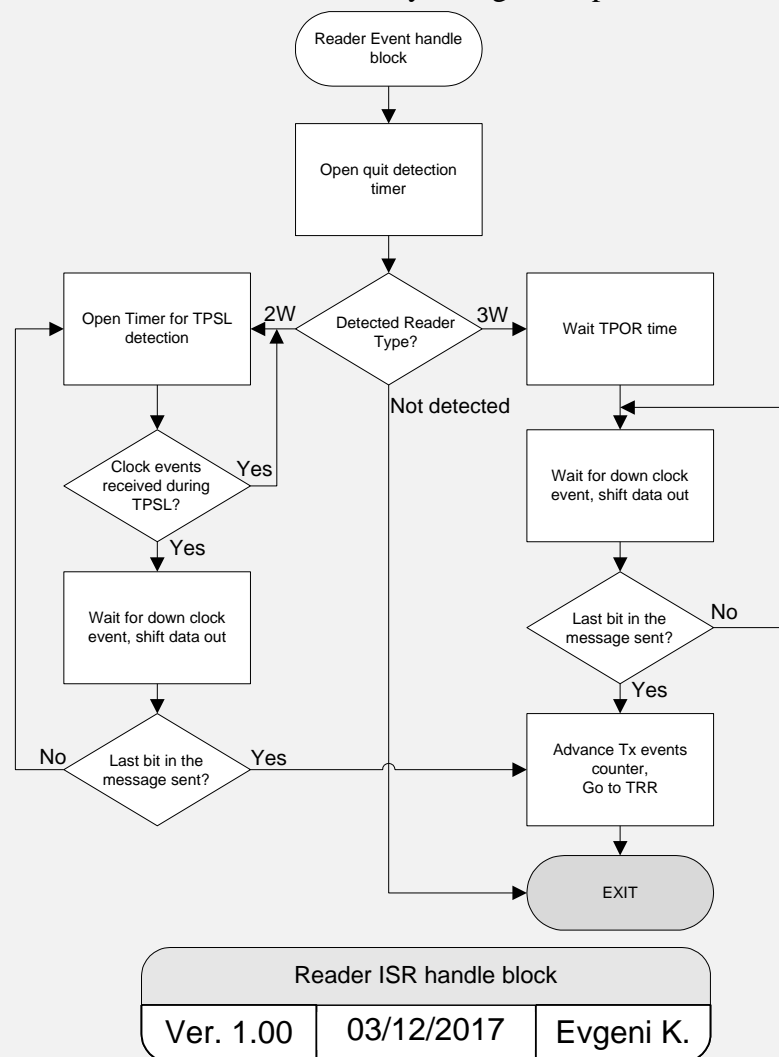 Reader Event handle
block
Open quit detection
timer
Open Timer for TPSL
detection
2W
Detected Reader
Type?
3W
Wait TPOR time
Not detected
Clock events
received during
TPSL?
Yes
Wait for down clock
event, shift data out
Yes
Wait for down clock
event, shift data out
Last bit in the
message sent?
No
Yes
No
Last bit in the
message sent?
Yes
Advance Tx events
counter,
Go to TRR
EXIT
Reader ISR handle block
Ver. 1.00
03/12/2017
Evgeni K.